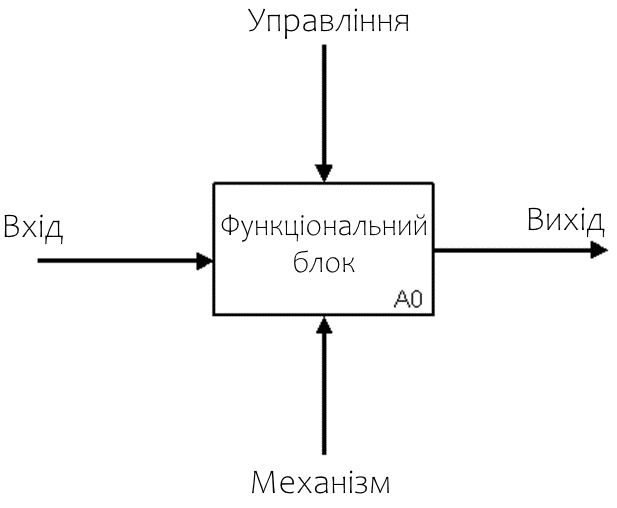 Управління
Вхід
Функціональний
блок
Вихід
A0
Механізм